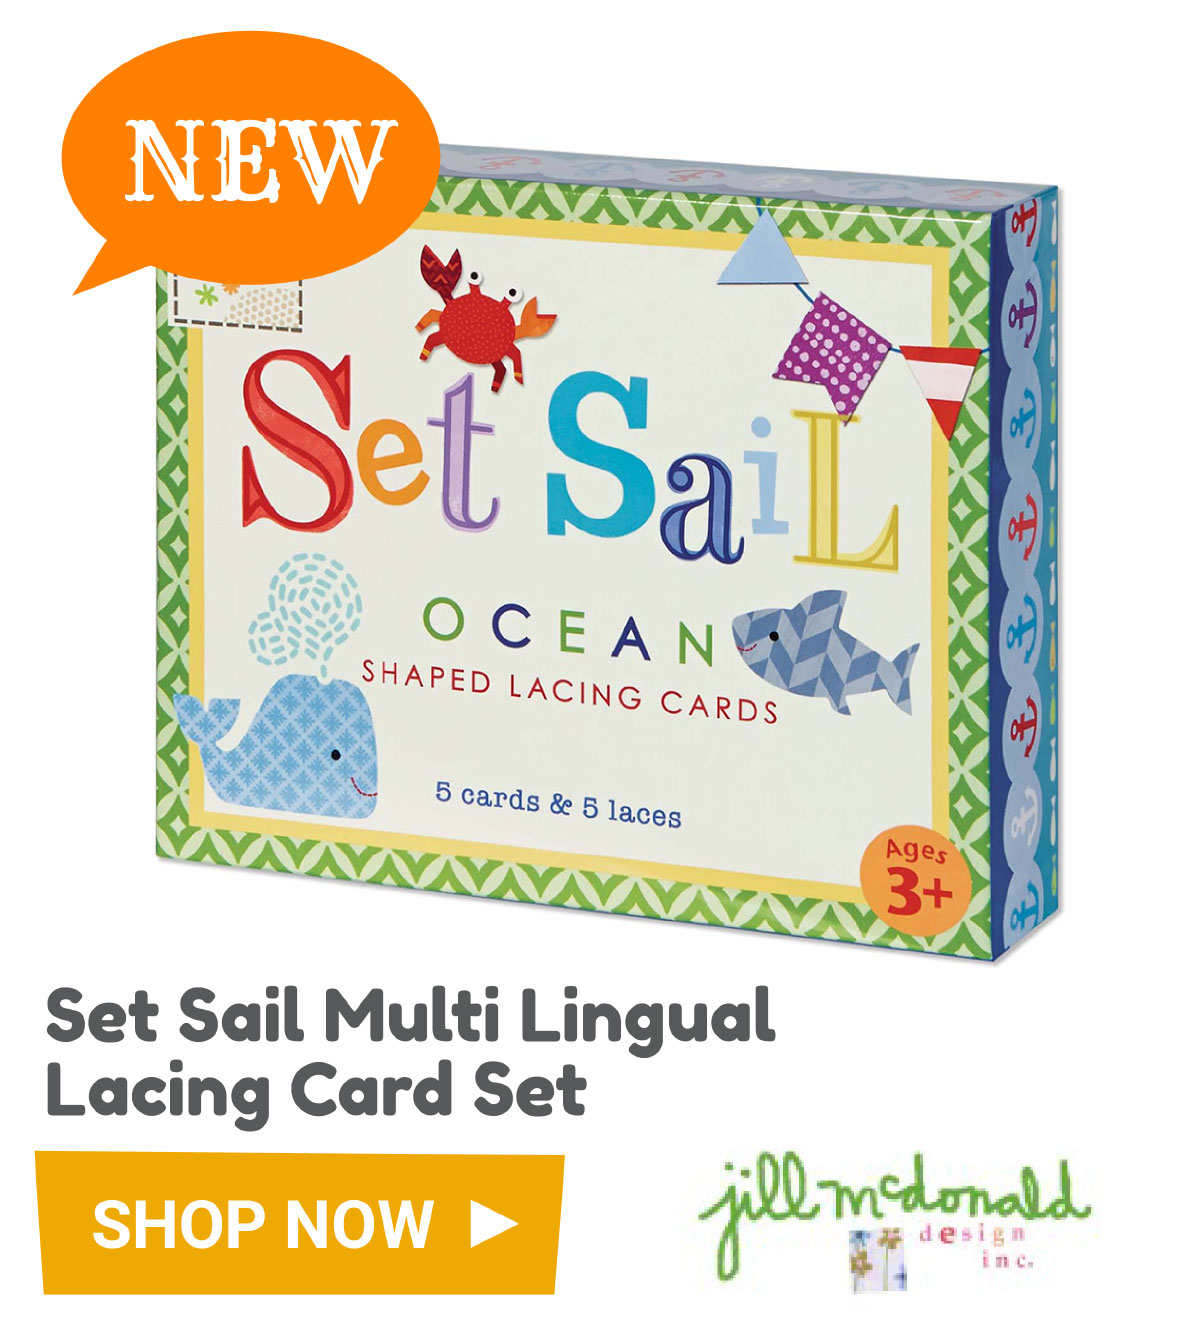 NEW
Set Sail
OCEAN
SHAPED LACING CARDS
5 cards & 5 laces
Ages
3+
Set Sail Multi Lingual
Lacing Card Set
SHOP NOW
jill mcdonald
design
inc.